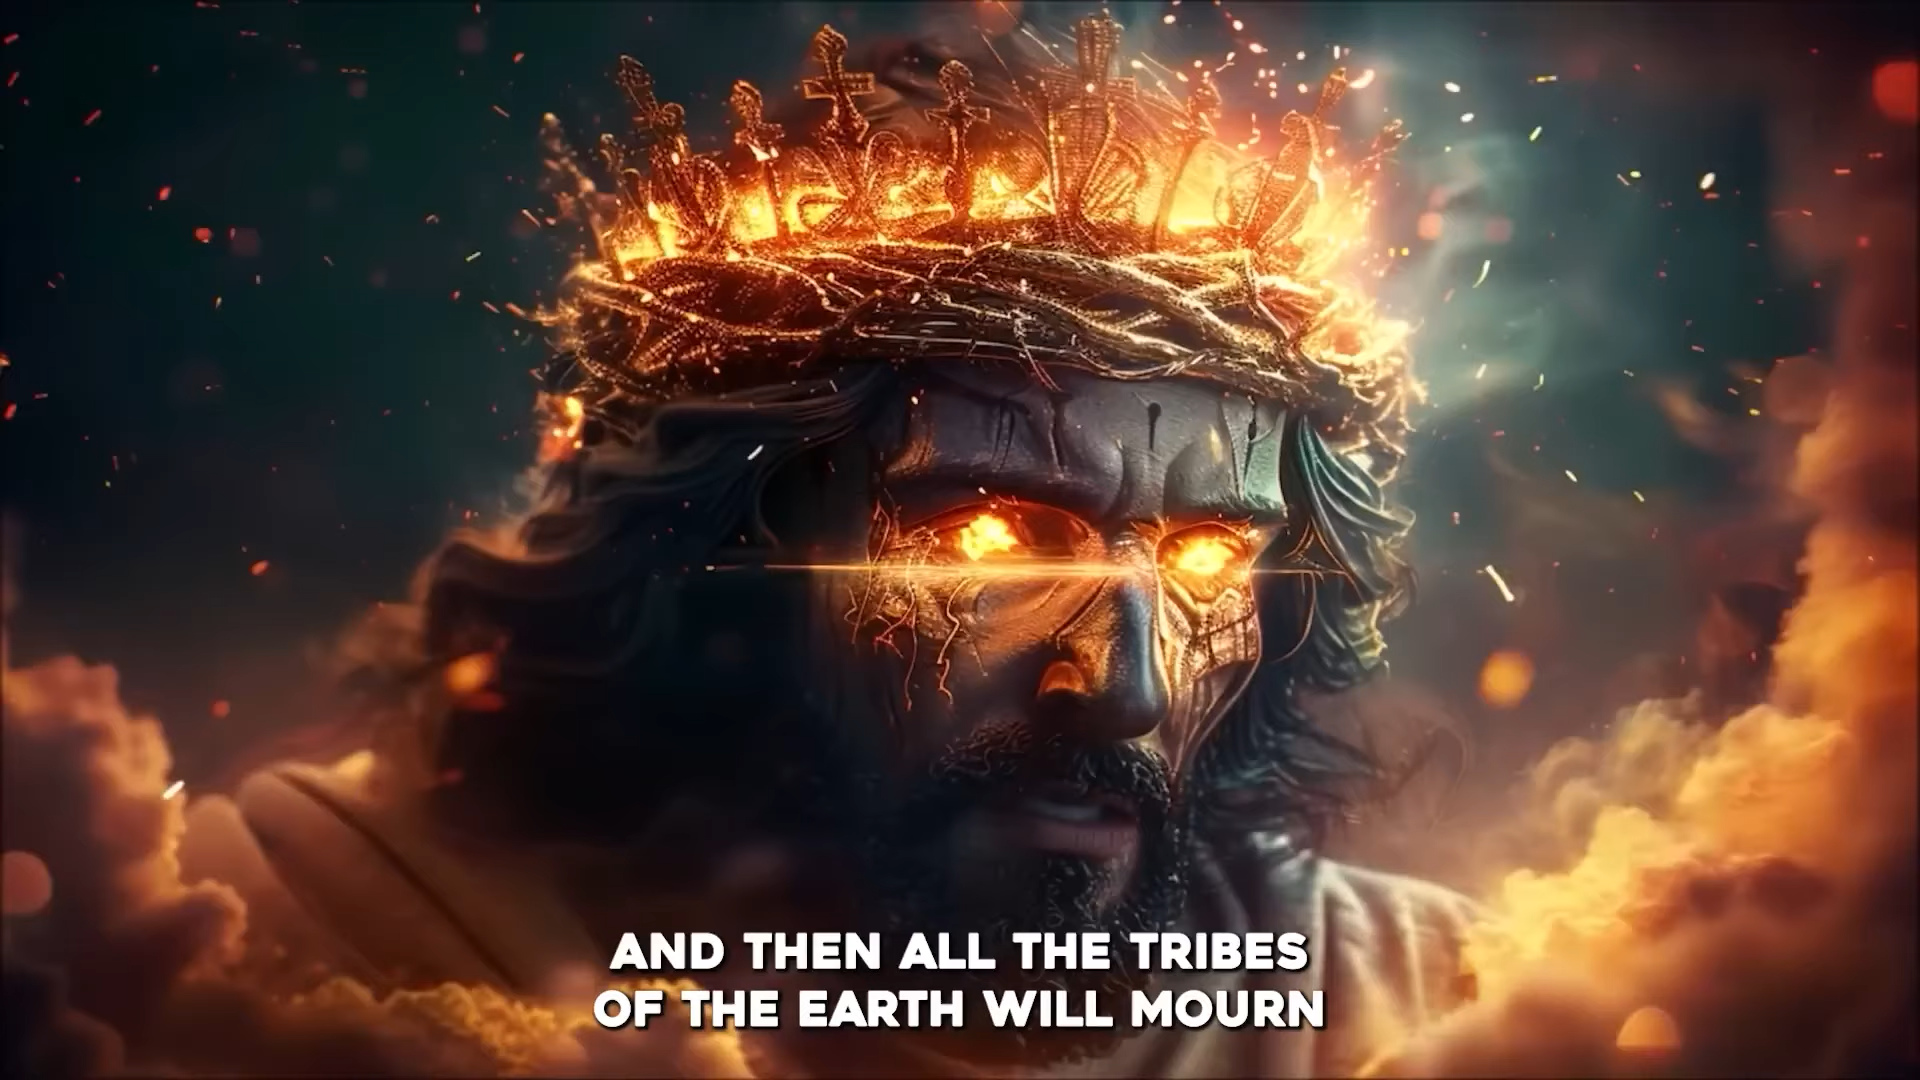 AND THEN ALL THE TRIBES
OF THE EARTH WILL MOURN